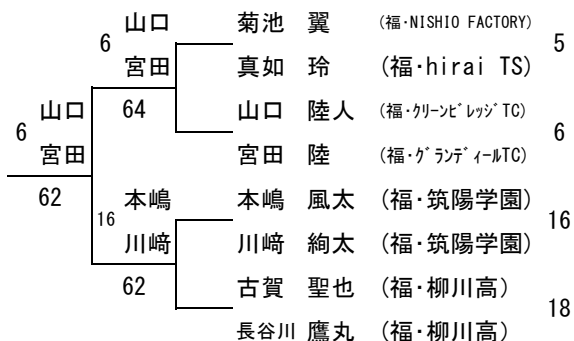 山口 菊池 翼 (福・NISHIO FACTORY)
6 5
宮田 真如 玲 (福・hirai TS)
山口 64 山口 陸人 (福・クリーンビレッジTC)
6 6
宮田 宮田 陸 (福・グランディールTC)
62 本嶋 本嶋 風太 (福・筑陽学園)
16 16
川﨑 川﨑 絢太 (福・筑陽学園)
62 古賀 聖也 (福・柳川高)
18
長谷川 鷹丸 (福・柳川高)